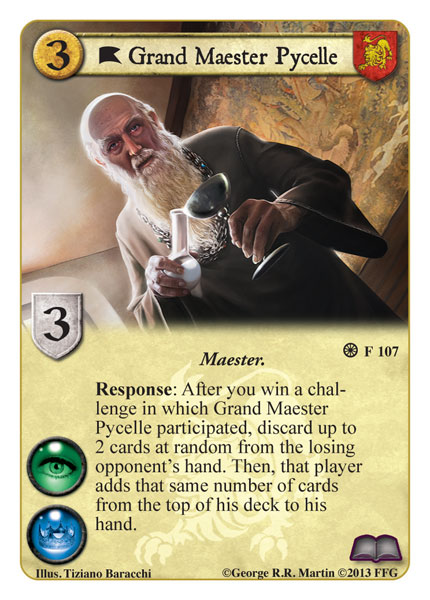 3
Grand Maester Pycelle
3
F 107
Maester.
Response: After you win a chal-
lenge in which Grand Maester
Pycelle participated, discard up to
2 cards at random from the losing
opponent's hand. Then, that player
adds that same number of cards
from the top of his deck to his
hand.
Illus. Tiziano Baracchi ©George R.R. Martin ©2013 FFG